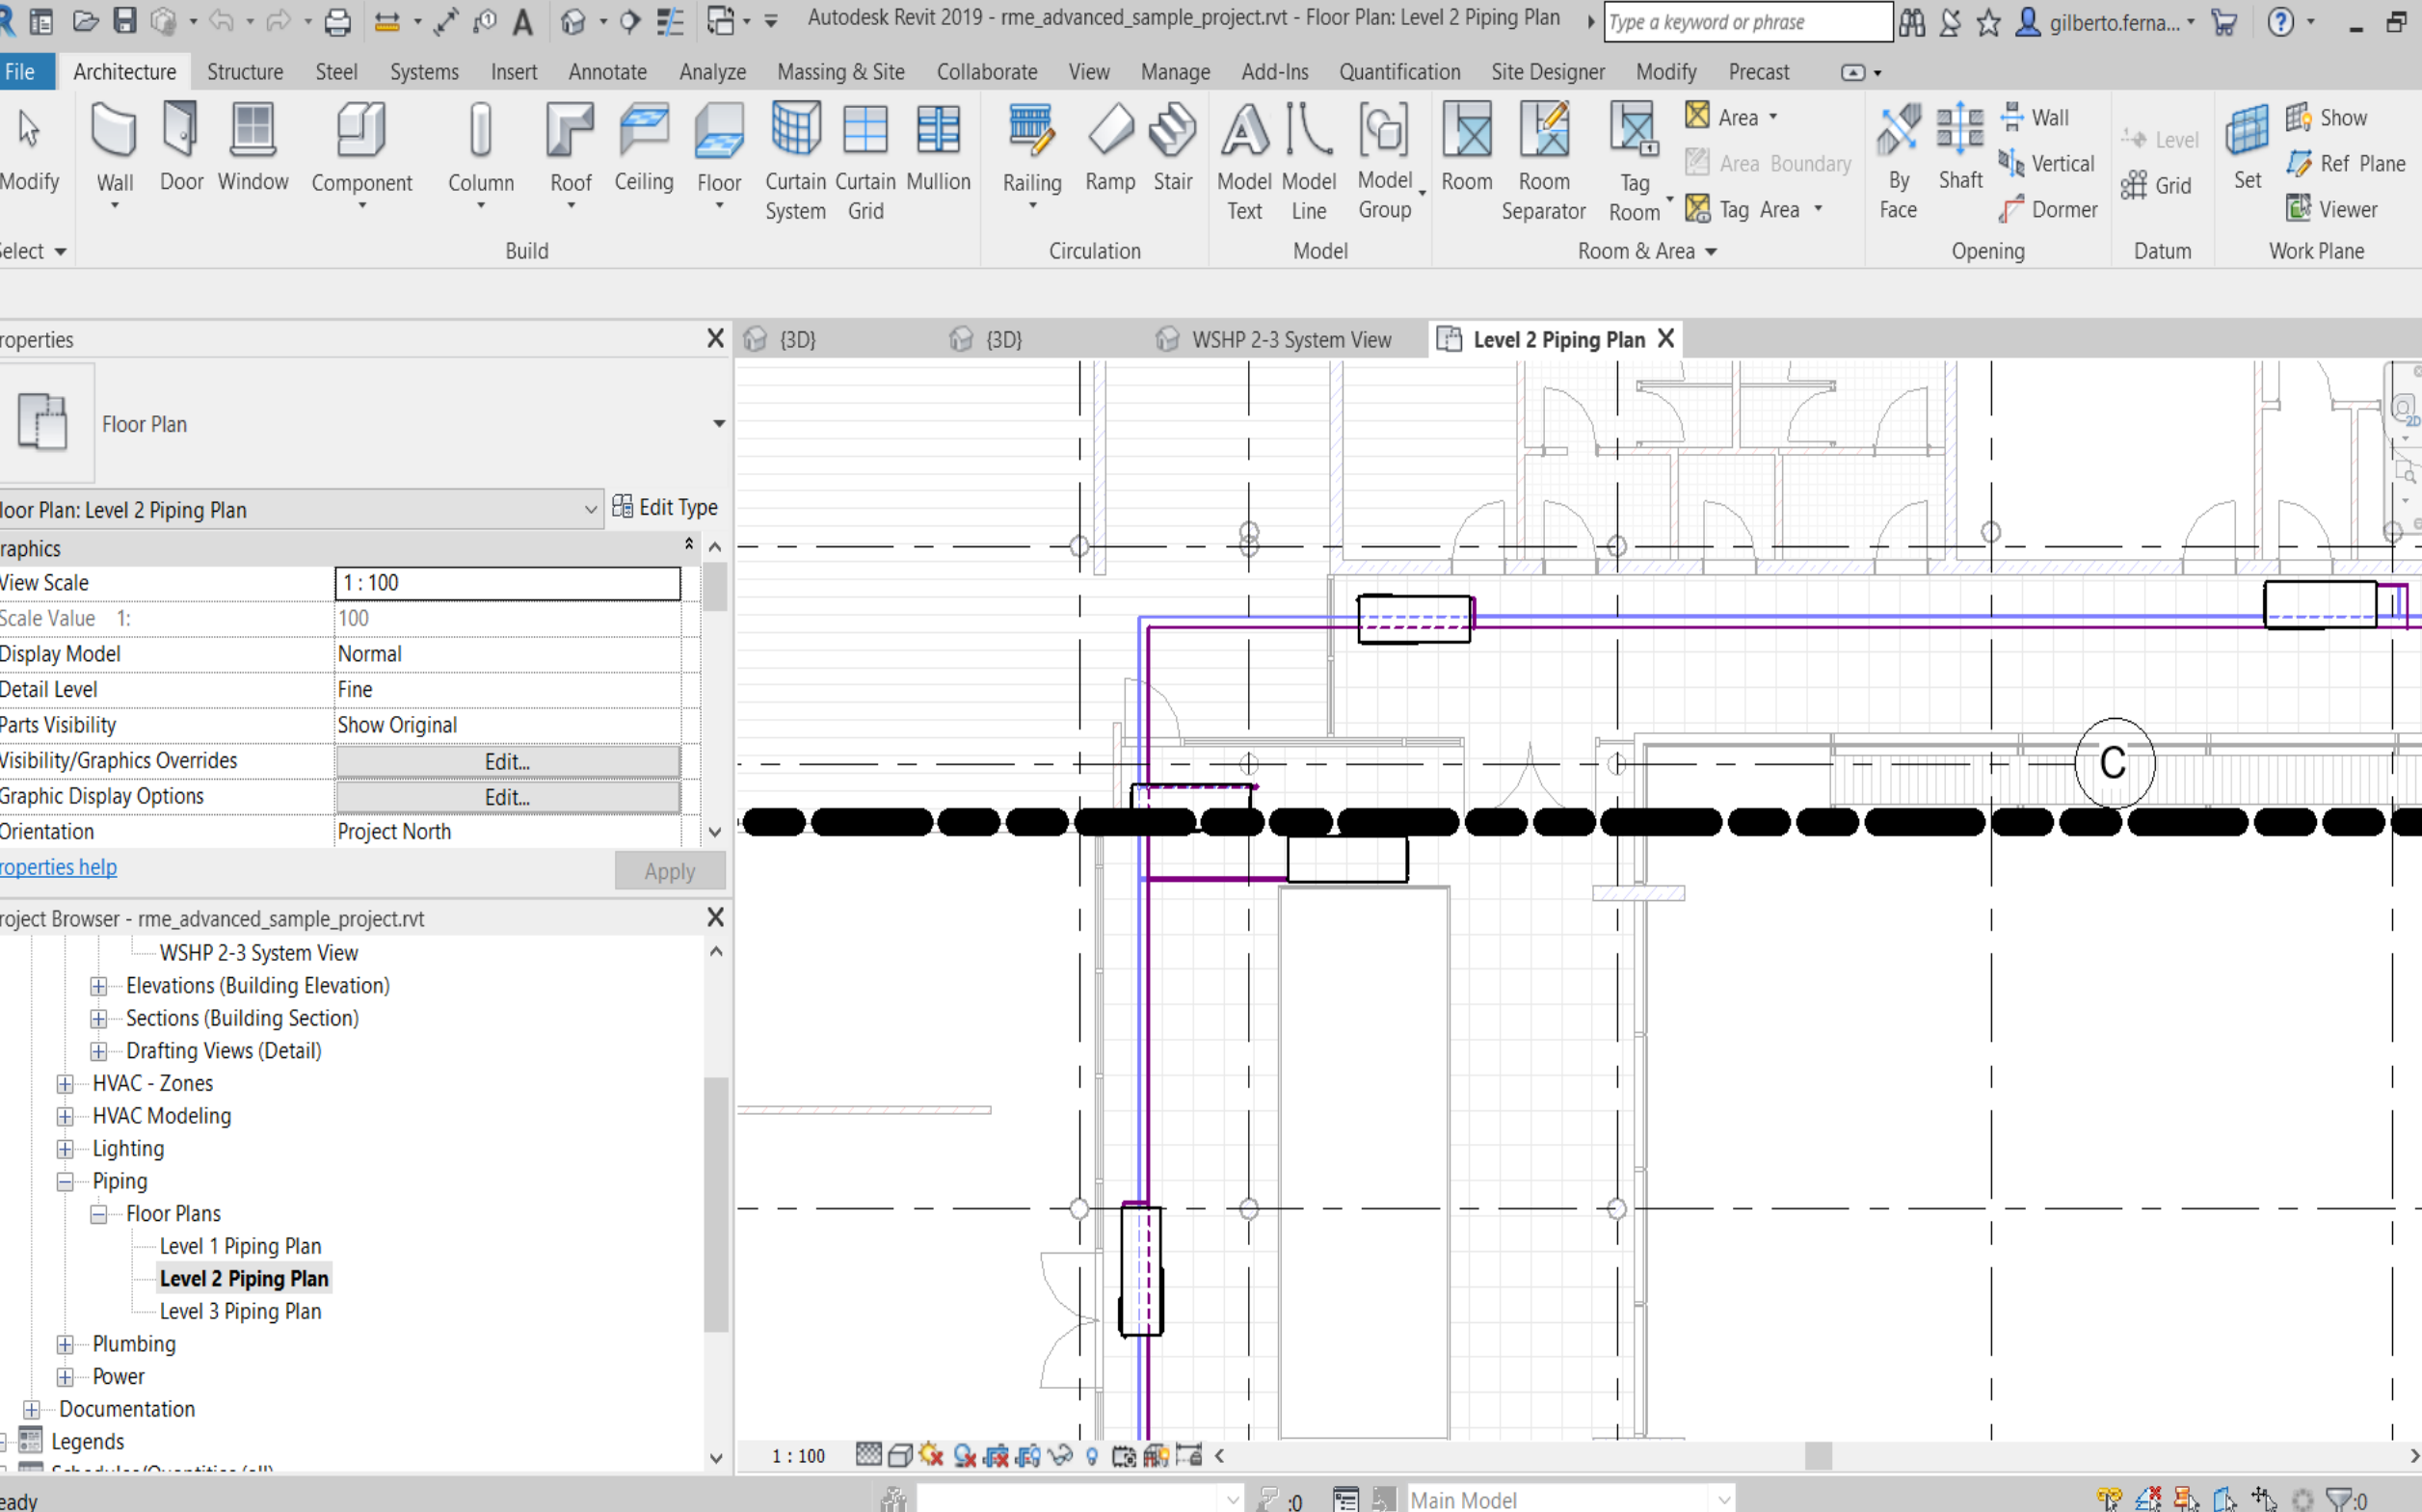 Autodesk Revit 2019 - rme_advanced_sample_project.rvt - Floor Plan: Level 2 Piping Plan
Type a keyword or phrase
gilberto.ferna...
File Architecture Structure Steel Systems Insert Annotate Analyze Massing & Site Collaborate View Manage Add-Ins Quantification Site Designer Modify Precast
Modify
Wall
Door
Window
Component
Column
Roof
Ceiling
Floor
Curtain System
Curtain Grid
Mullion
Railing
Ramp
Stair
Model Text
Model Line
Model Group
Room
Room Separator
Tag Room
Area
Area Boundary
Tag Area
By Face
Shaft
Wall
Vertical
Dormer
Level
Grid
Set
Show
Ref Plane
Viewer
elect Build Circulation Model Room & Area Opening Datum Work Plane
roperties
{3D} {3D} WSHP 2-3 System View Level 2 Piping Plan
Floor Plan
loor Plan: Level 2 Piping Plan Edit Type
raphics
View Scale 1 : 100
Scale Value 1: 100
Display Model Normal
Detail Level Fine
Parts Visibility Show Original
Visibility/Graphics Overrides Edit...
Graphic Display Options Edit...
Orientation Project North
roperties help Apply
roject Browser - rme_advanced_sample_project.rvt
WSHP 2-3 System View
Elevations (Building Elevation)
Sections (Building Section)
Drafting Views (Detail)
HVAC - Zones
HVAC Modeling
Lighting
Piping
Floor Plans
Level 1 Piping Plan
Level 2 Piping Plan
Level 3 Piping Plan
Plumbing
Power
Documentation
Legends
Schedules/Quantities (all)
C
2D
1 : 100
eady
:0
Main Model
:0